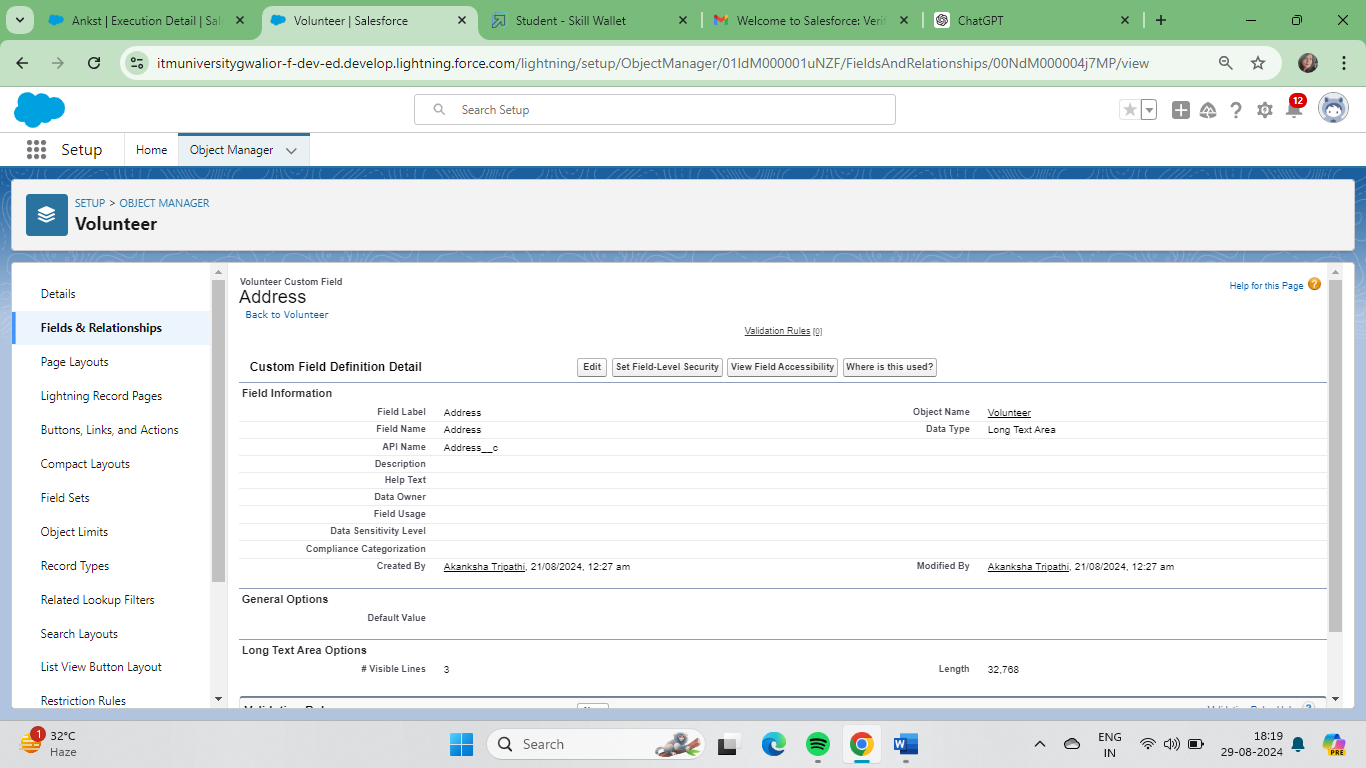 Ankst | Execution Detail | Sal
Volunteer | Salesforce
Student - Skill Wallet
Welcome to Salesforce: Verif
ChatGPT
itmuniversitygwalior-f-dev-ed.develop.lightning.force.com/lightning/setup/ObjectManager/01IdM000001uNZF/FieldsAndRelationships/00NdM000004j7MP/view
Search Setup
12
Setup
Home
Object Manager
SETUP > OBJECT MANAGER
Volunteer
Details
Fields & Relationships
Page Layouts
Lightning Record Pages
Buttons, Links, and Actions
Compact Layouts
Field Sets
Object Limits
Record Types
Related Lookup Filters
Search Layouts
List View Button Layout
Restriction Rules
Volunteer Custom Field
Address
Back to Volunteer
Help for this Page
Validation Rules [0]
Custom Field Definition Detail Edit Set Field-Level Security View Field Accessibility Where is this used?
Field Information
Field Label Address Object Name Volunteer
Field Name Address Data Type Long Text Area
API Name Address__c
Description
Help Text
Data Owner
Field Usage
Data Sensitivity Level
Compliance Categorization
Created By Akanksha Tripathi, 21/08/2024, 12:27 am Modified By Akanksha Tripathi, 21/08/2024, 12:27 am
General Options
Default Value
Long Text Area Options
# Visible Lines 3 Length 32,768
1
32°C
Haze
Search
ENG
IN
18:19
29-08-2024
PRE